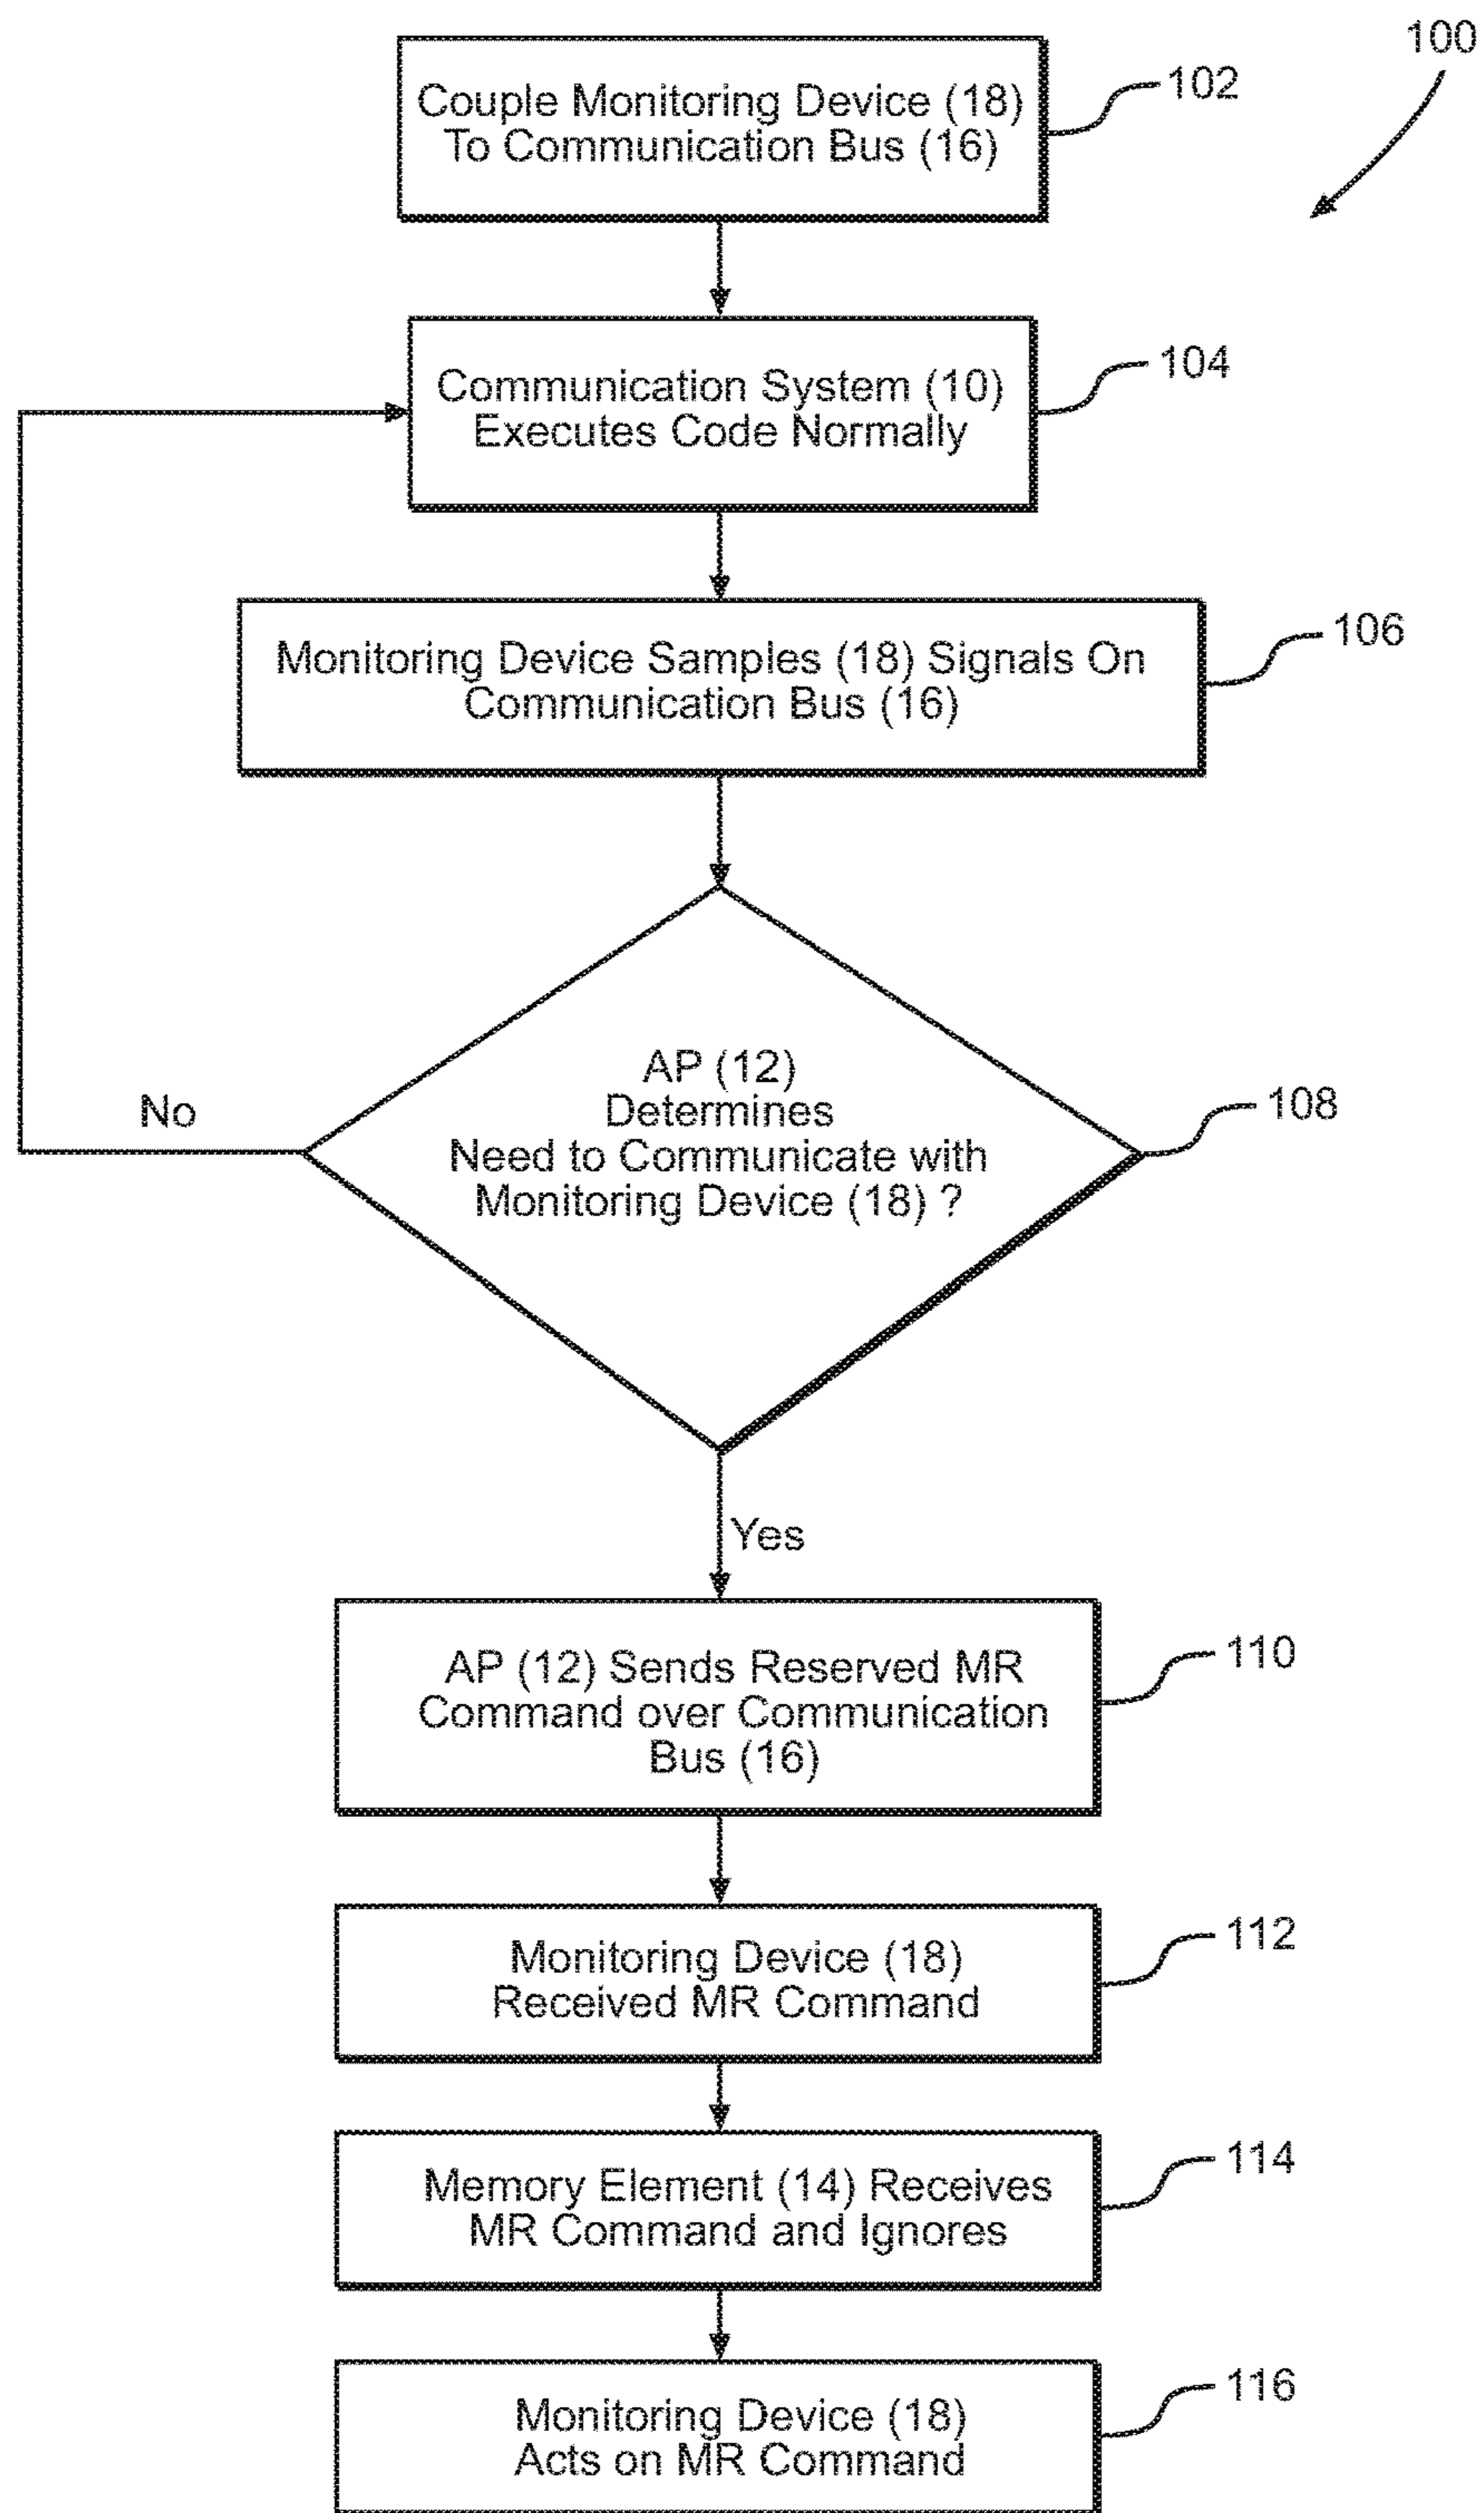 100
Couple Monitoring Device (18)
To Communication Bus (16)
102
Communication System (10)
Executes Code Normally
104
Monitoring Device Samples (18) Signals On
Communication Bus (16)
106
AP (12)
Determines
Need to Communicate with
Monitoring Device (18) ?
108
No
Yes
AP (12) Sends Reserved MR
Command over Communication
Bus (16)
110
Monitoring Device (18)
Received MR Command
112
Memory Element (14) Receives
MR Command and Ignores
114
Monitoring Device (18)
Acts on MR Command
116